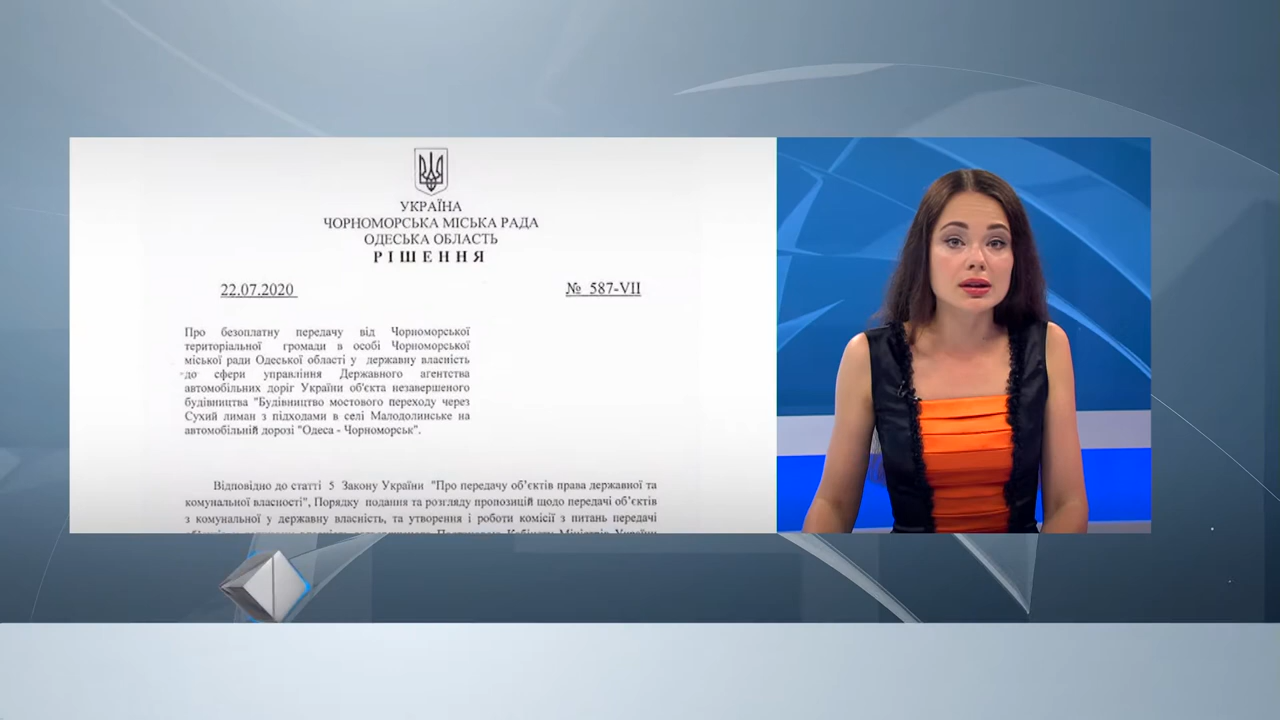 УКРАЇНА
ЧОРНОМОРСЬКА МІСЬКА РАДА
ОДЕСЬКА ОБЛАСТЬ
Р І Ш Е Н Н Я
22.07.2020
№ 587-VII
Про безоплатну передачу від Чорноморської
територіальної громади в особі Чорноморської
міської ради Одеської області у державну власність
до сфери управління Державного агентства
автомобільних доріг України об'єкта незавершеного
будівництва "Будівництво мостового переходу через
Сухий лиман з підходами в селі Малодолинське на
автомобільній дорозі "Одеса - Чорноморськ".
Відповідно до статті 5 Закону України "Про передачу об'єктів права державної та
комунальної власності", Порядку подання та розгляду пропозицій щодо передачі об'єктів
з комунальної у державну власність, та утворення і роботи комісії з питань передачі